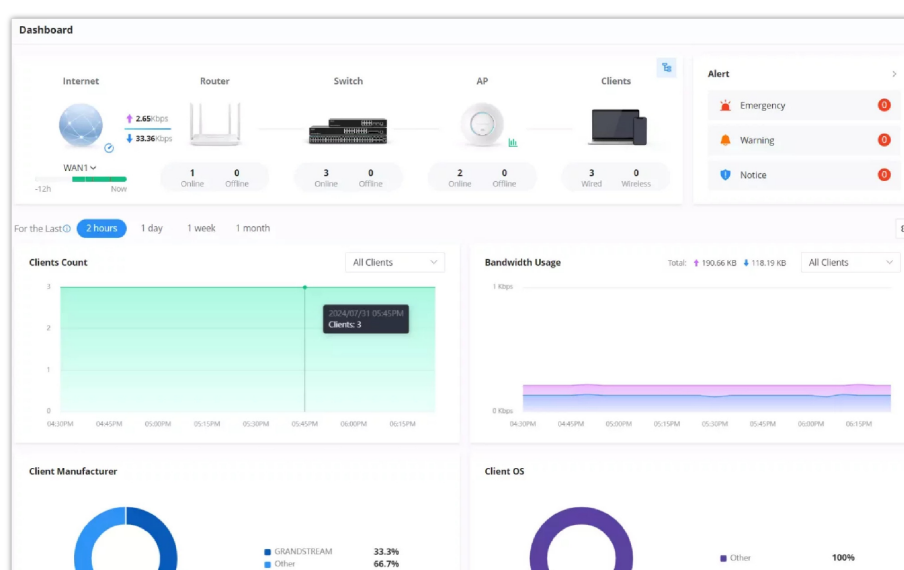 Dashboard
Internet Router Switch AP Clients
2.65Kbps
33.36Kbps
WAN1
-12h Now
1 0 3 0 2 0 3 0
Online Offline Online Offline Online Offline Wired Wireless
Alert
Emergency 0
Warning 0
Notice 0
For the Last 2 hours 1 day 1 week 1 month
Clients Count All Clients
3
2
1
0
2024/07/31 05:45PM
Clients: 3
04:30PM 04:45PM 05:00PM 05:15PM 05:30PM 05:45PM 06:00PM 06:15PM
Bandwidth Usage Total: 190.66 KB 118.19 KB All Clients
1 Kbps
0 Kbps
04:30PM 04:45PM 05:00PM 05:15PM 05:30PM 05:45PM 06:00PM 06:15PM
Client Manufacturer
GRANDSTREAM 33.3%
Other 66.7%
Client OS
Other 100%